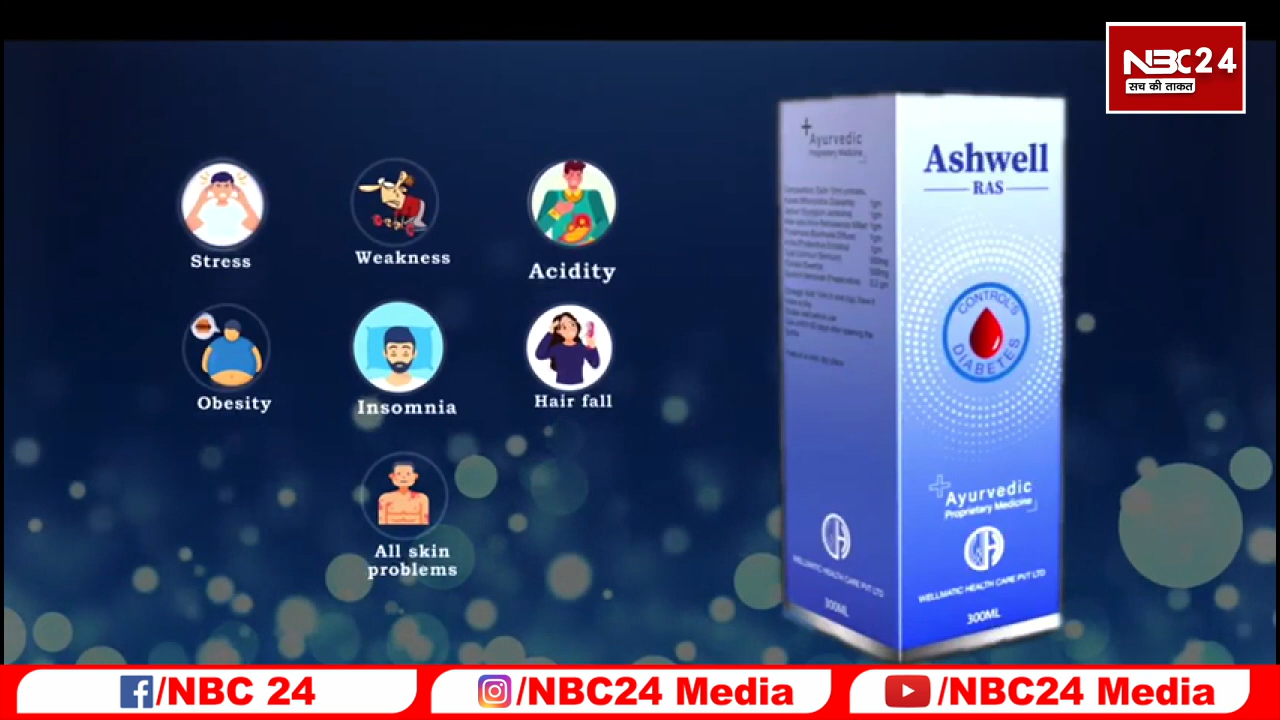 NBC24
सच की ताकत
Stress
Weakness
Acidity
Obesity
Insomnia
Hair fall
All skin
problems
Ayurvedic
Proprietary Medicine
WELLMATIC HEALTH CARE PVT LTD
300ML
Ashwell
RAS
CONTROL'S
DIABETES
Ayurvedic
Proprietary Medicine
WELLMATIC HEALTH CARE PVT LTD
300ML
/NBC 24
/NBC24 Media
/NBC24 Media